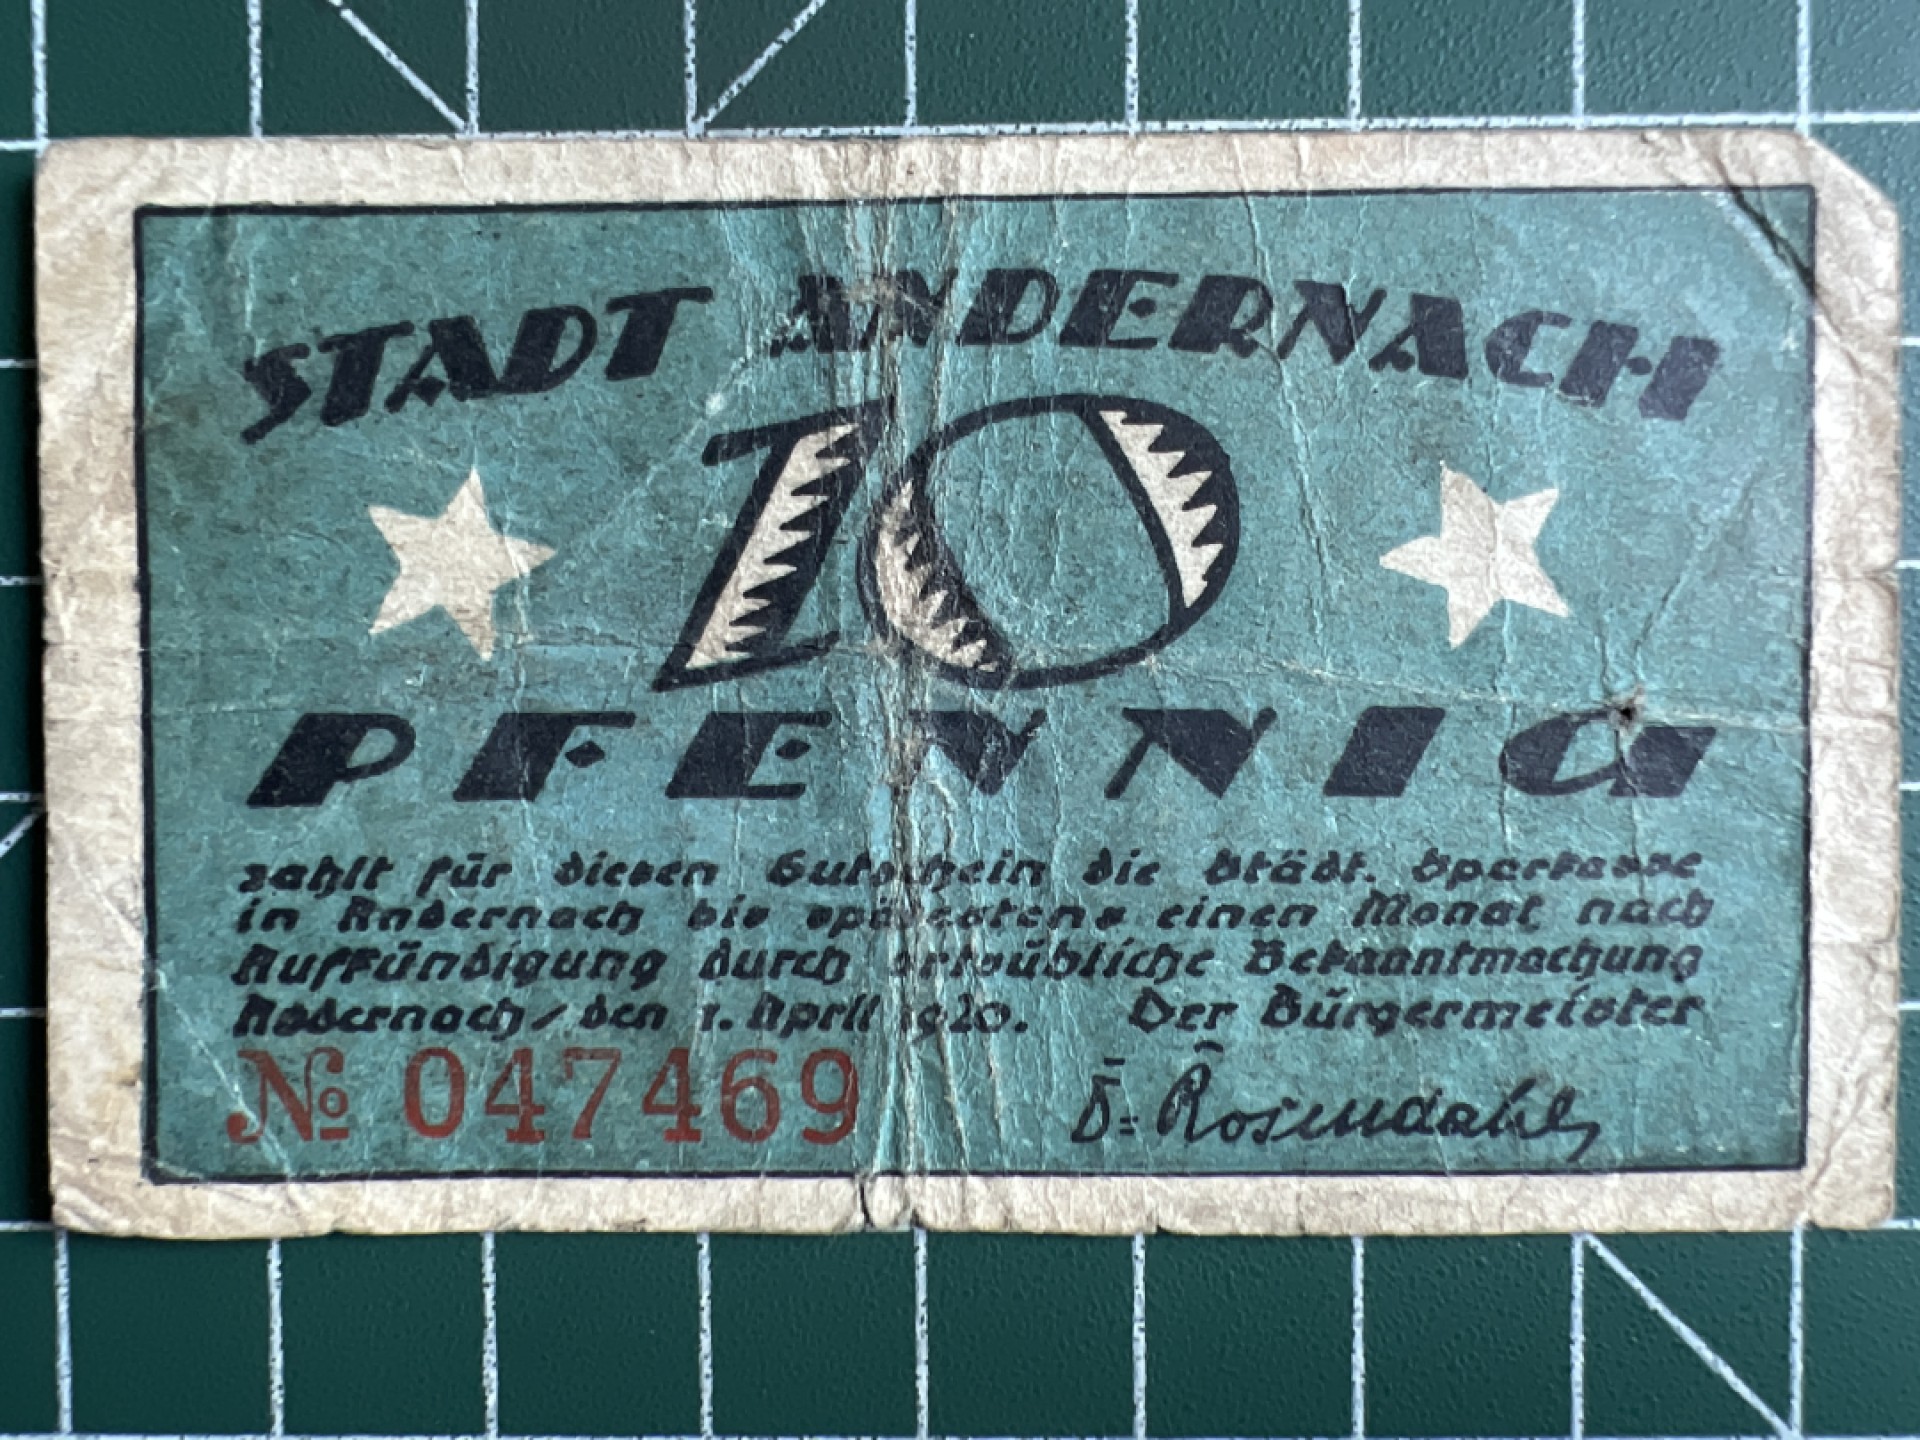 STADT ANDERNACH
10
PFENNIG
zahlt für diesen Gutschein die städt. Sparkasse
in Andernach bis spätestens einen Monat nach
Aufkündigung durch ortsübliche Bekanntmachung
Andernach, den 1. April 1920. Der Bürgermeister
№ 047469 Rosendahl